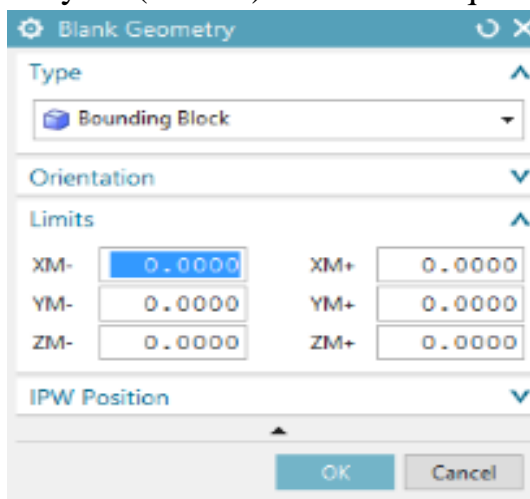 Blank Geometry
Type
Bounding Block
Orientation
Limits
XM- 0.0000 XM+ 0.0000
YM- 0.0000 YM+ 0.0000
ZM- 0.0000 ZM+ 0.0000
IPW Position
OK Cancel